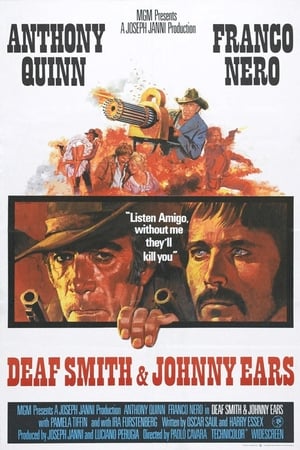 MGM Presents
A JOSEPH JANNI Production
ANTHONY QUINN
FRANCO NERO
"Listen Amigo,
without me
they'll
kill you"
DEAF SMITH & JOHNNY EARS
MGM Presents A JOSEPH JANNI Production ANTHONY QUINN FRANCO NERO in DEAF SMITH & JOHNNY EARS
with PAMELA TIFFIN and with IRA FURSTENBERG Written by OSCAR SAUL and HARRY ESSEX
Produced by JOSEPH JANNI and LUCIANO PERUGIA Directed by PAOLO CAVARA TECHNICOLOR® WIDESCREEN